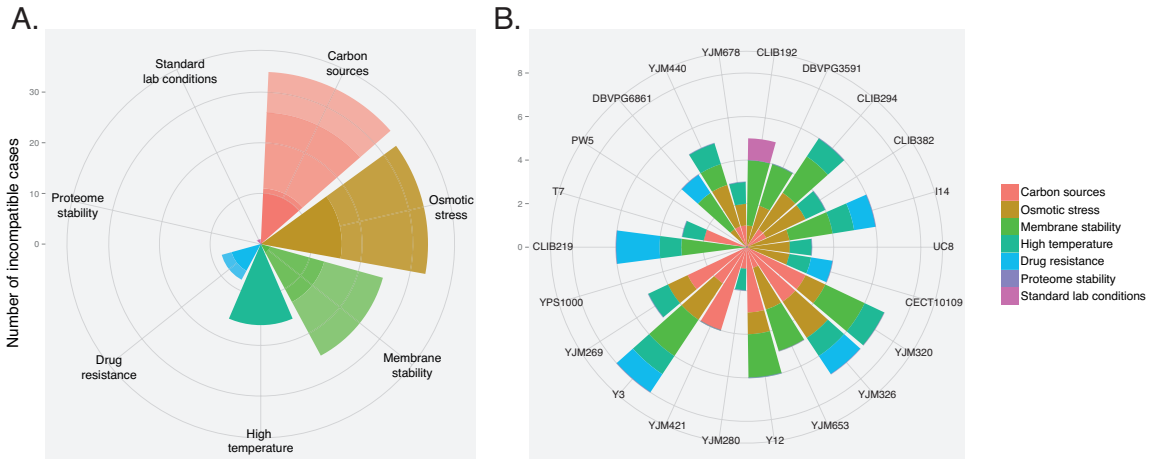 A.
Standard
lab conditions
Carbon
sources
Osmotic
stress
Membrane
stability
High
temperature
Drug
resistance
Proteome
stability
Number of incompatible cases
30
20
10
0
B.
8
6
4
2
0
YJM678
CLIB192
DBVPG3591
CLIB294
CLIB382
I14
UC8
CECT10109
YJM320
YJM326
YJM653
Y12
YJM280
YJM421
Y3
YJM269
YPS1000
CLIB219
T7
PW5
DBVPG6861
YJM440
Carbon sources
Osmotic stress
Membrane stability
High temperature
Drug resistance
Proteome stability
Standard lab conditions